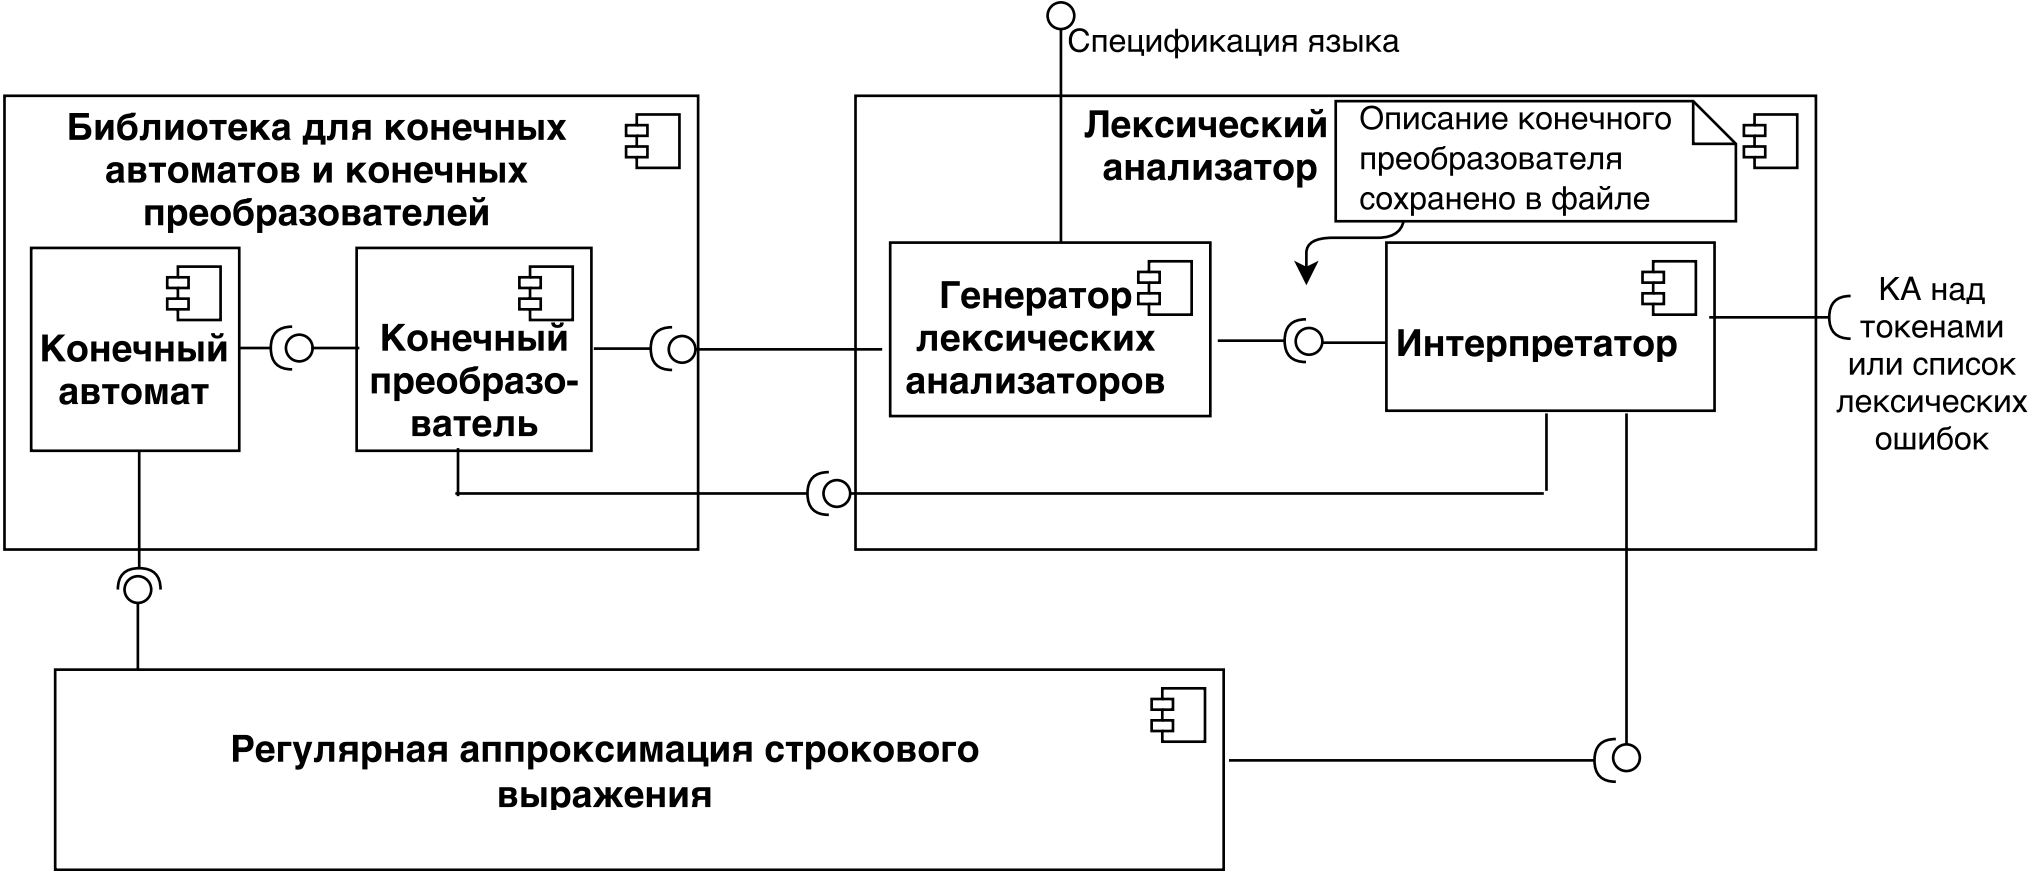 Спецификация языка
Библиотека для конечных
автоматов и конечных
преобразователей
Лексический
анализатор
Описание конечного
преобразователя
сохранено в файле
Конечный
автомат
Конечный
преобразо-
ватель
Генератор
лексических
анализаторов
Интерпретатор
КА над
токенами
или список
лексических
ошибок
Регулярная аппроксимация строкового
выражения